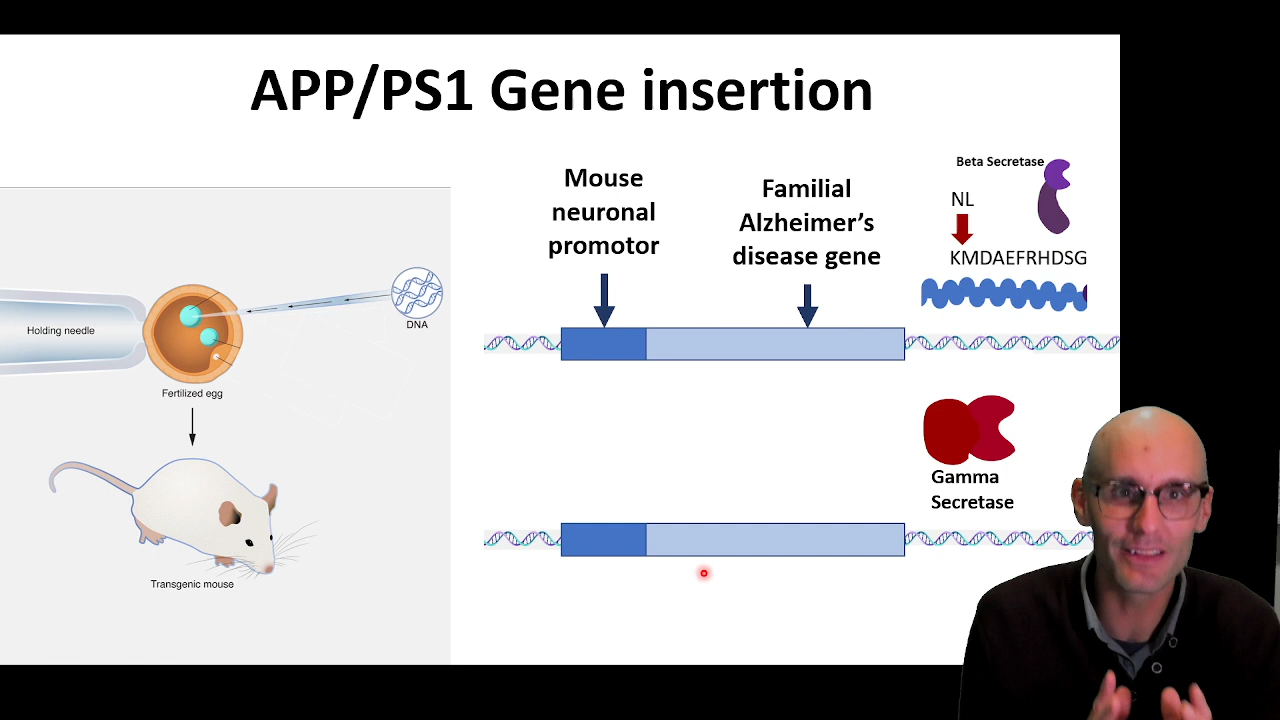 APP/PS1 Gene insertion
Holding needle
DNA
Fertilized egg
Transgenic mouse
Mouse
neuronal
promotor
Familial
Alzheimer's
disease gene
Beta Secretase
NL
KMDAEFRHDSG
Gamma
Secretase